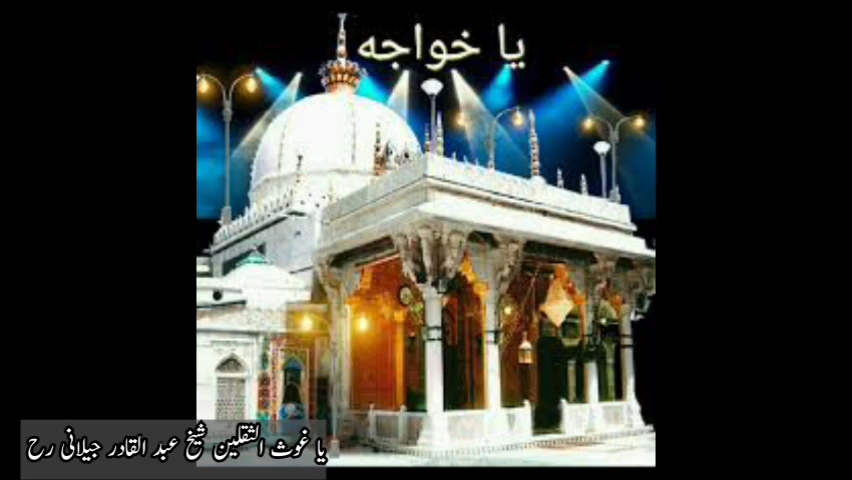 یا خواجه
یا غوث الثقلین شیخ عبد القادر جیلانی رح